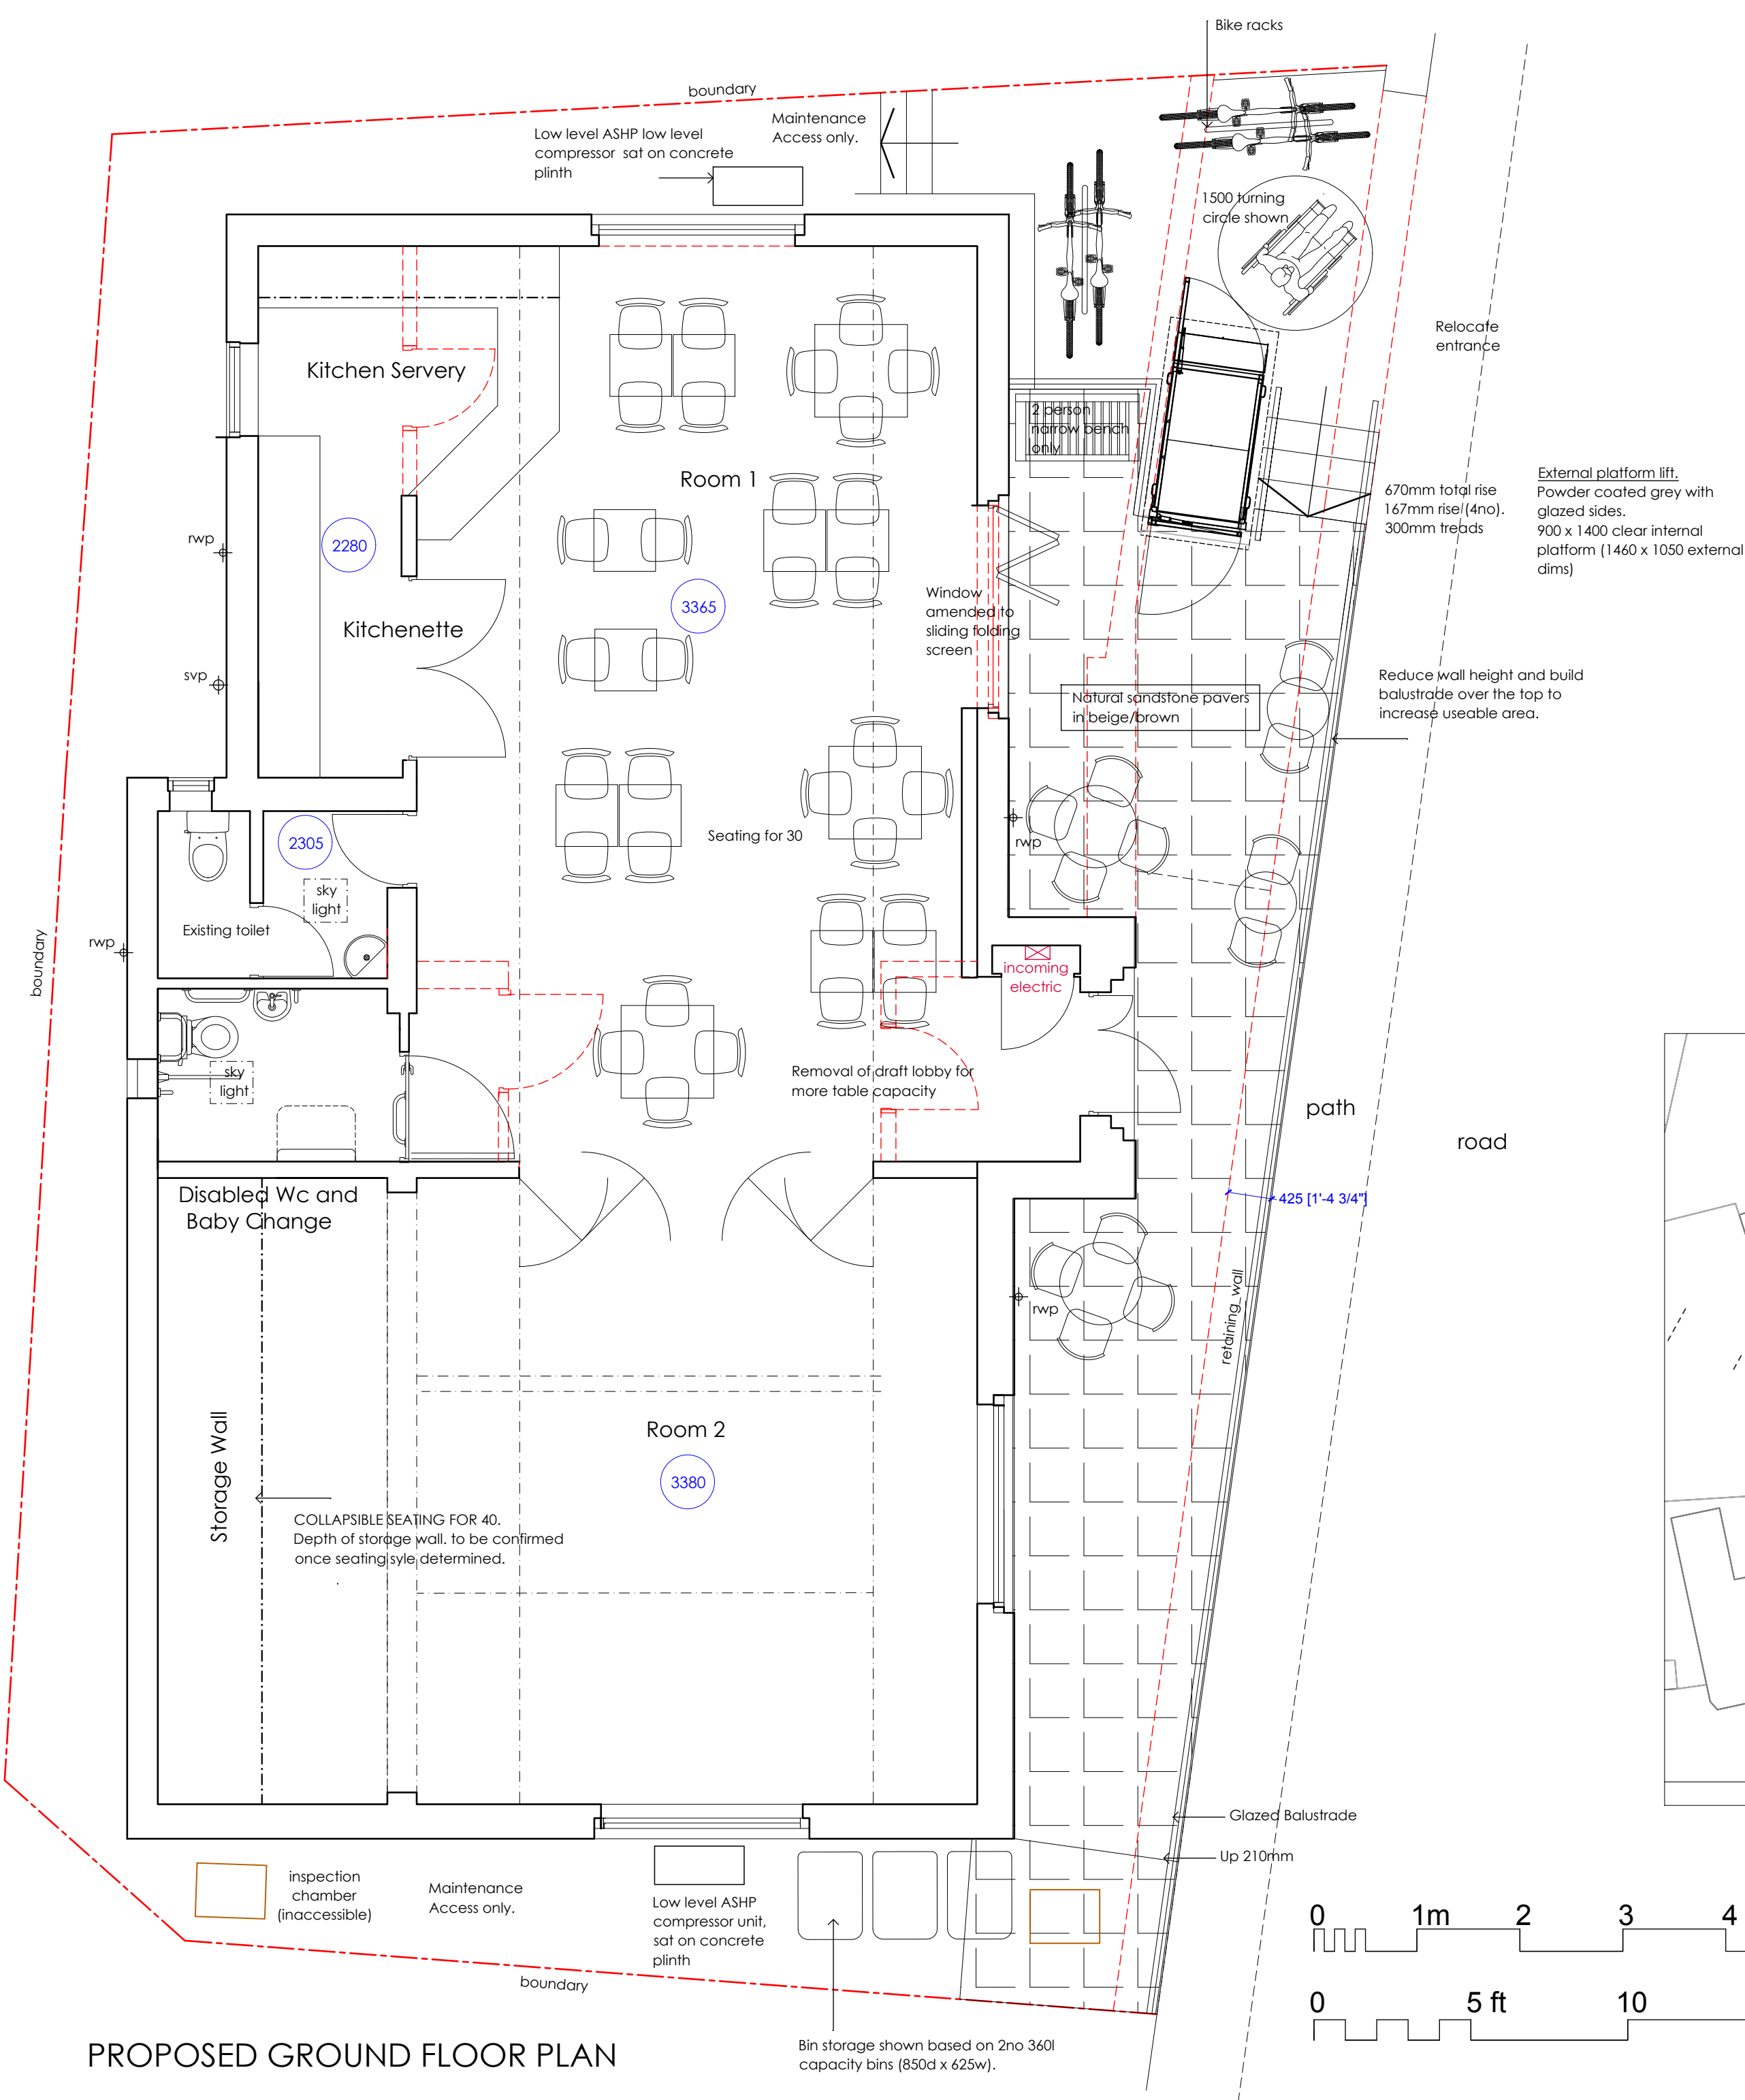 Bike racks
boundary
Low level ASHP low level
compressor sat on concrete
plinth
Maintenance
Access only.
1500 turning
circle shown
Relocate
entrance
Kitchen Servery
2 person
narrow bench
only
Room 1
External platform lift.
Powder coated grey with
glazed sides.
900 x 1400 clear internal
platform (1460 x 1050 external
dims)
670mm total rise
167mm rise (4no).
300mm treads
rwp
2280
3365
Window
amended to
sliding folding
screen
Kitchenette
svp
Natural sandstone pavers
in beige/brown
Reduce wall height and build
balustrade over the top to
increase useable area.
2305
Seating for 30
rwp
sky
light
Existing toilet
rwp
boundary
incoming
electric
sky
light
Removal of draft lobby for
more table capacity
path
road
Disabled Wc and
Baby Change
425 [1'-4 3/4"]
rwp
retaining wall
Room 2
3380
Storage Wall
COLLAPSIBLE SEATING FOR 40.
Depth of storage wall. to be confirmed
once seating syle determined.
Glazed Balustrade
Up 210mm
inspection
chamber
(inaccessible)
Maintenance
Access only.
Low level ASHP
compressor unit,
sat on concrete
plinth
boundary
0 1m 2 3 4
0 5 ft 10
Bin storage shown based on 2no 360l
capacity bins (850d x 625w).
PROPOSED GROUND FLOOR PLAN